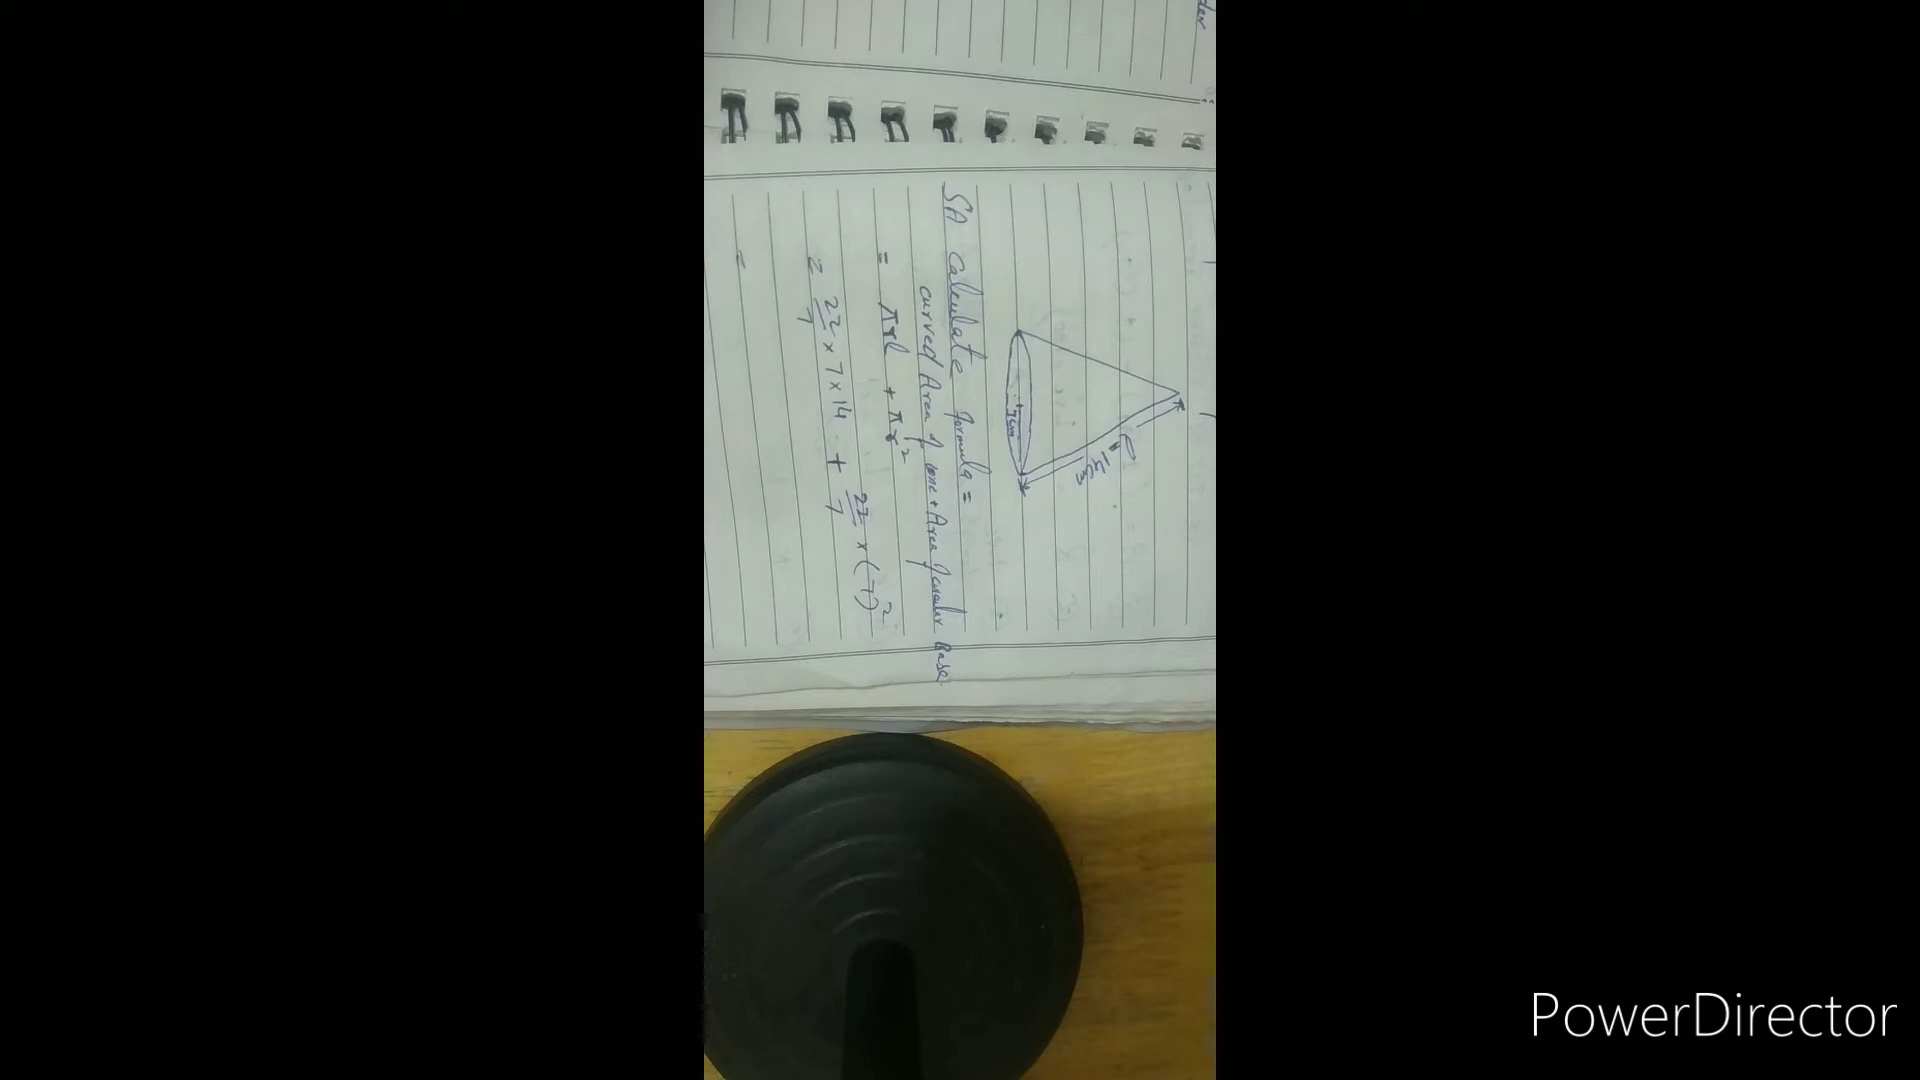 l = 14 cm
7cm
SA Calculate formula =
curved Area of cone + Area of circular Base
= πrl + πr²
= 22/7 × 7 × 14 + 22/7 × (7)²
=
PowerDirector